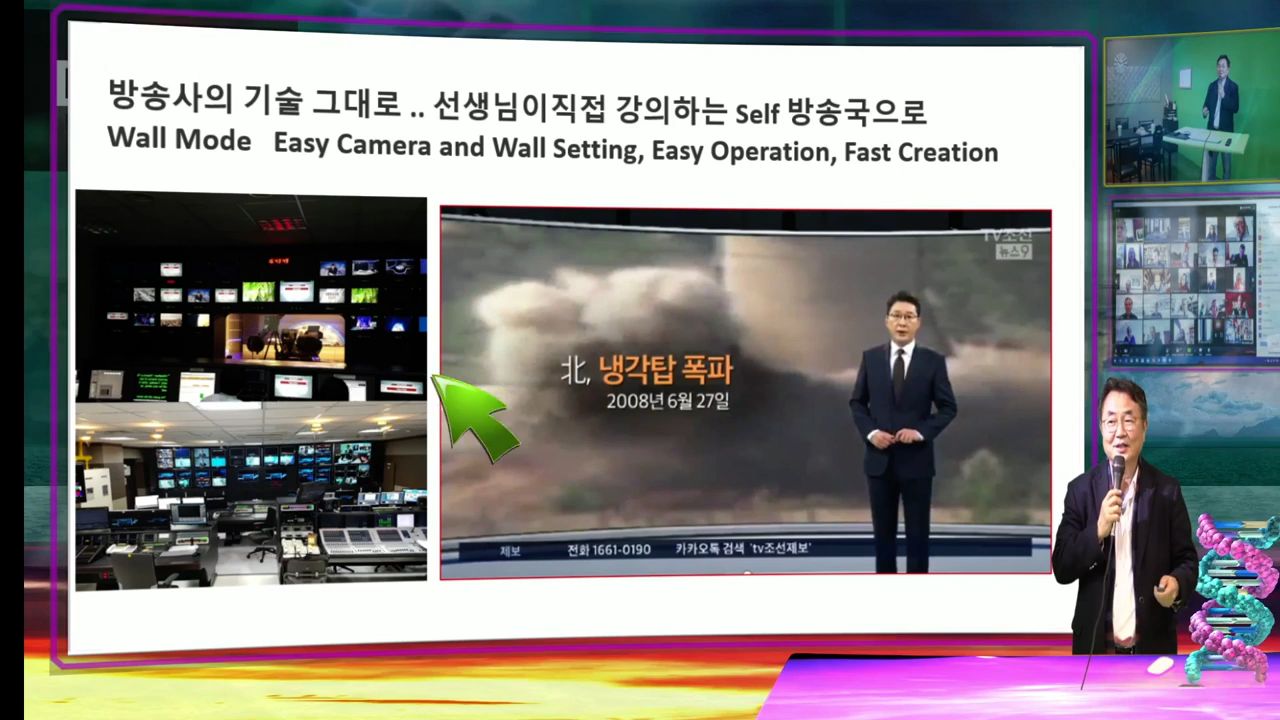 방송사의 기술 그대로 .. 선생님이직접 강의하는 Self 방송국으로
Wall Mode Easy Camera and Wall Setting, Easy Operation, Fast Creation
TV조선
뉴스9
北, 냉각탑 폭파
2008년 6월 27일
제보 전화 1661-0190 카카오톡 검색 'tv조선제보'